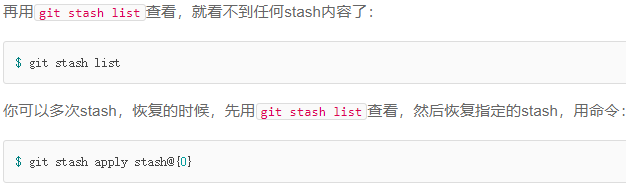 再用git stash list查看，就看不到任何stash内容了：
$ git stash list
你可以多次stash，恢复的时候，先用git stash list查看，然后恢复指定的stash，用命令：
$ git stash apply stash@{0}